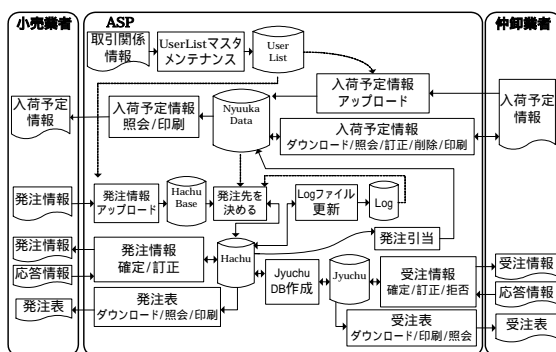 小売業者
ASP
仲卸業者
取引関係
情報
UserListマスタ
メンテナンス
User
List
入荷予定
情報
入荷予定情報
照会/印刷
Nyuuka
Data
入荷予定情報
アップロード
入荷予定
情報
入荷予定情報
ダウンロード/照会/訂正/削除/印刷
発注情報
発注情報
アップロード
Hachu
Base
発注先を
決める
Logファイル
更新
Log
発注情報
応答情報
発注情報
確定/訂正
Hachu
発注引当
Jyuchu
DB作成
Jyuchu
受注情報
確定/訂正/拒否
受注情報
応答情報
発注表
発注表
ダウンロード/照会/印刷
受注表
ダウンロード/印刷/照会
受注表